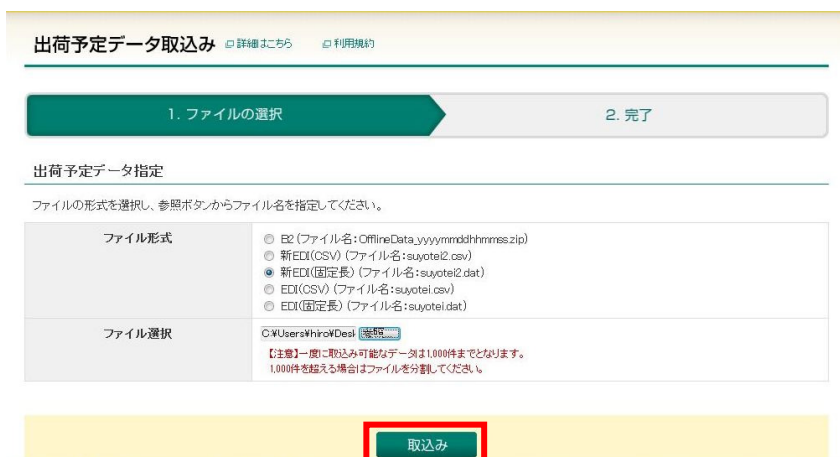 出荷予定データ取込み 詳細はこちら 利用規約
1. ファイルの選択 2. 完了
出荷予定データ指定
ファイルの形式を選択し、参照ボタンからファイル名を指定してください。
ファイル形式 B2(ファイル名:OfflineData_yyyymmddhhmmss.zip)
新EDI(CSV)(ファイル名:suyotei2.csv)
新EDI(固定長)(ファイル名:suyotei2.dat)
EDI(CSV)(ファイル名:suyotei.csv)
EDI(固定長)(ファイル名:suyotei.dat)
ファイル選択 C:¥Users¥hiro¥Desk 参照...
【注意】一度に取込み可能なデータは1,000件までとなります。
1,000件を超える場合はファイルを分割してください。
取込み